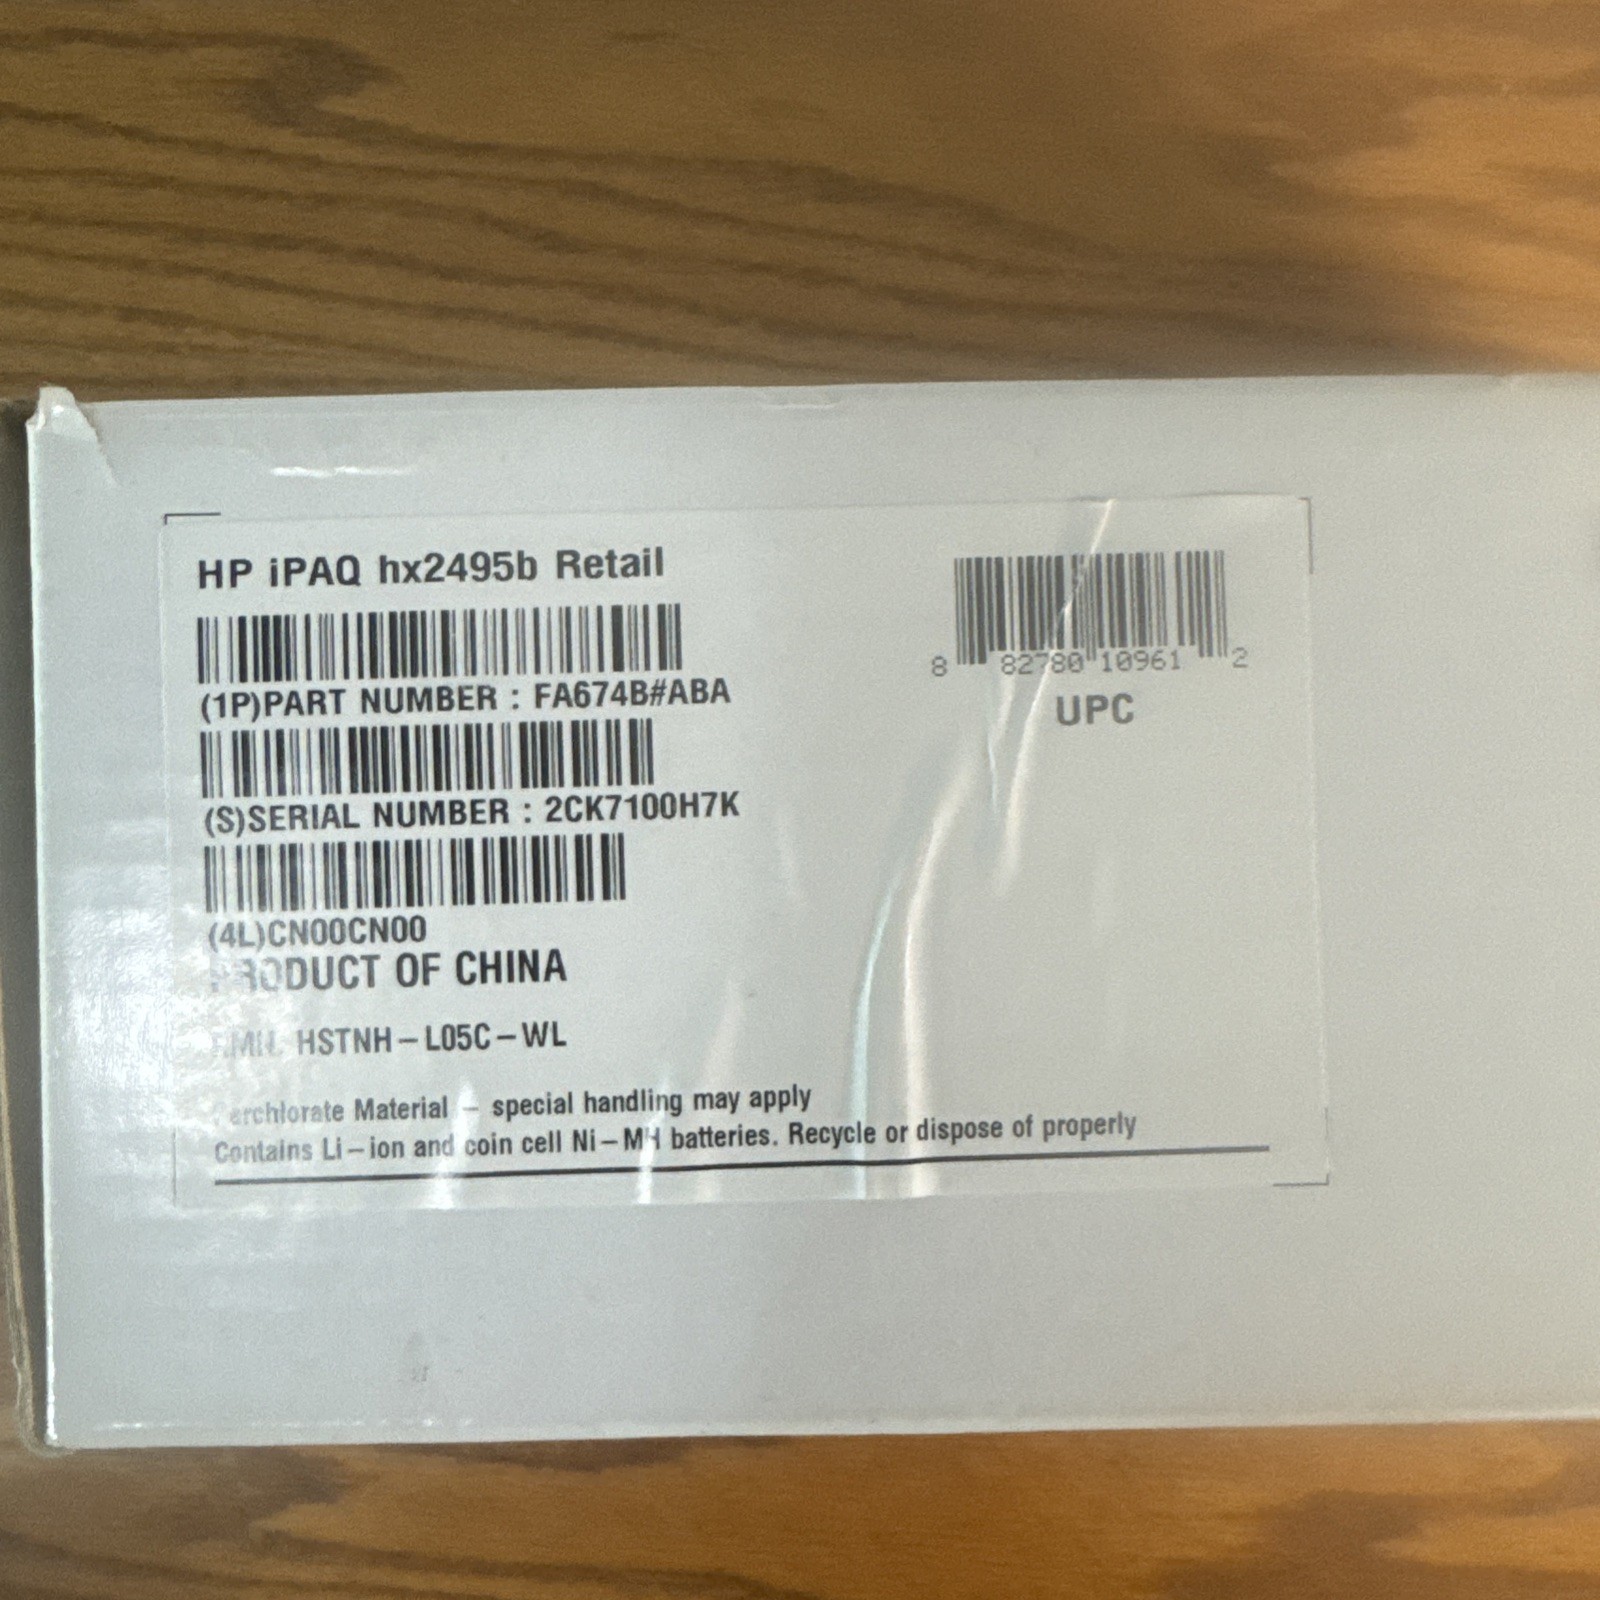 HP iPAQ hx2495b Retail
(1P)PART NUMBER : FA674B#ABA
(S)SERIAL NUMBER : 2CK7100H7K
(4L)CN00CN00
PRODUCT OF CHINA
HSTNH-L05C-WL
Perchlorate Material - special handling may apply
Contains Li-ion and coin cell Ni-MH batteries. Recycle or dispose of properly
8 82780 10961 2
UPC